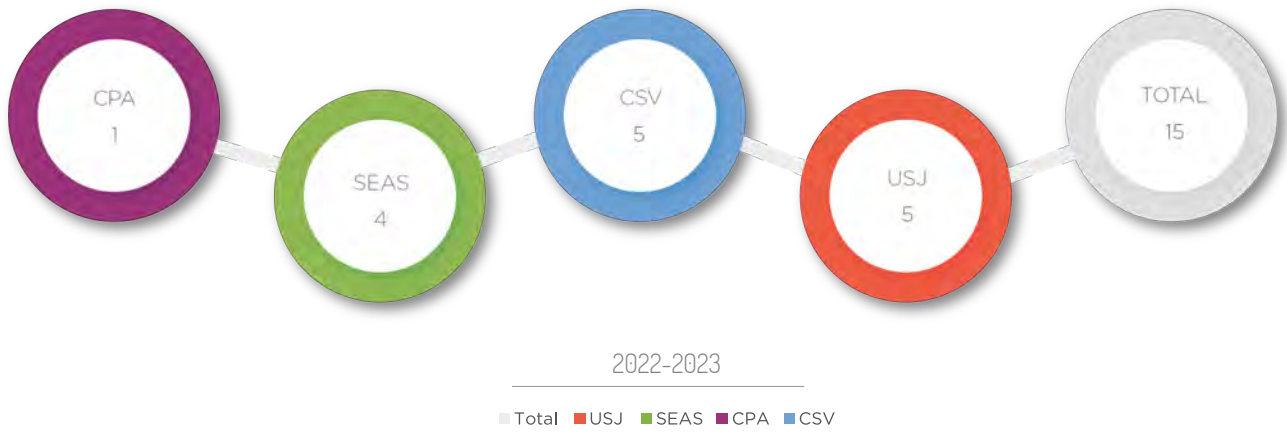 CPA
1
SEAS
4
CSV
5
USJ
5
TOTAL
15
2022-2023
Total USJ SEAS CPA CSV